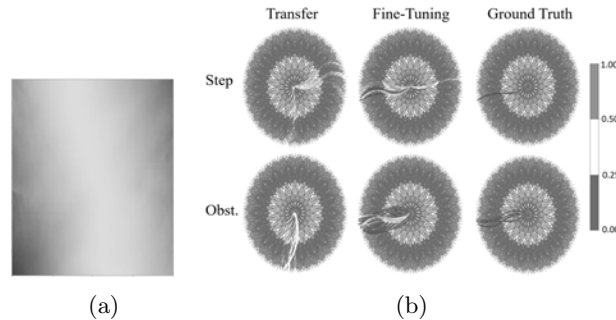 Transfer Fine-Tuning Ground Truth
Step
1.00
0.50
0.25
Obst.
0.00
(a) (b)